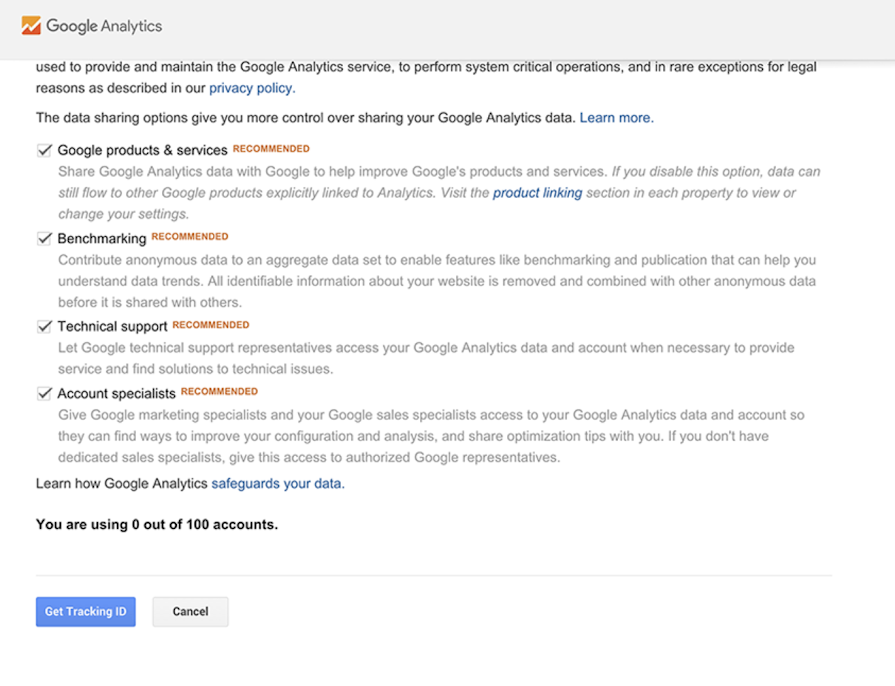 Google Analytics
used to provide and maintain the Google Analytics service, to perform system critical operations, and in rare exceptions for legal
reasons as described in our privacy policy.
The data sharing options give you more control over sharing your Google Analytics data. Learn more.
Google products & services RECOMMENDED
Share Google Analytics data with Google to help improve Google's products and services. If you disable this option, data can
still flow to other Google products explicitly linked to Analytics. Visit the product linking section in each property to view or
change your settings.
Benchmarking RECOMMENDED
Contribute anonymous data to an aggregate data set to enable features like benchmarking and publication that can help you
understand data trends. All identifiable information about your website is removed and combined with other anonymous data
before it is shared with others.
Technical support RECOMMENDED
Let Google technical support representatives access your Google Analytics data and account when necessary to provide
service and find solutions to technical issues.
Account specialists RECOMMENDED
Give Google marketing specialists and your Google sales specialists access to your Google Analytics data and account so
they can find ways to improve your configuration and analysis, and share optimization tips with you. If you don't have
dedicated sales specialists, give this access to authorized Google representatives.
Learn how Google Analytics safeguards your data.
You are using 0 out of 100 accounts.
Get Tracking ID Cancel